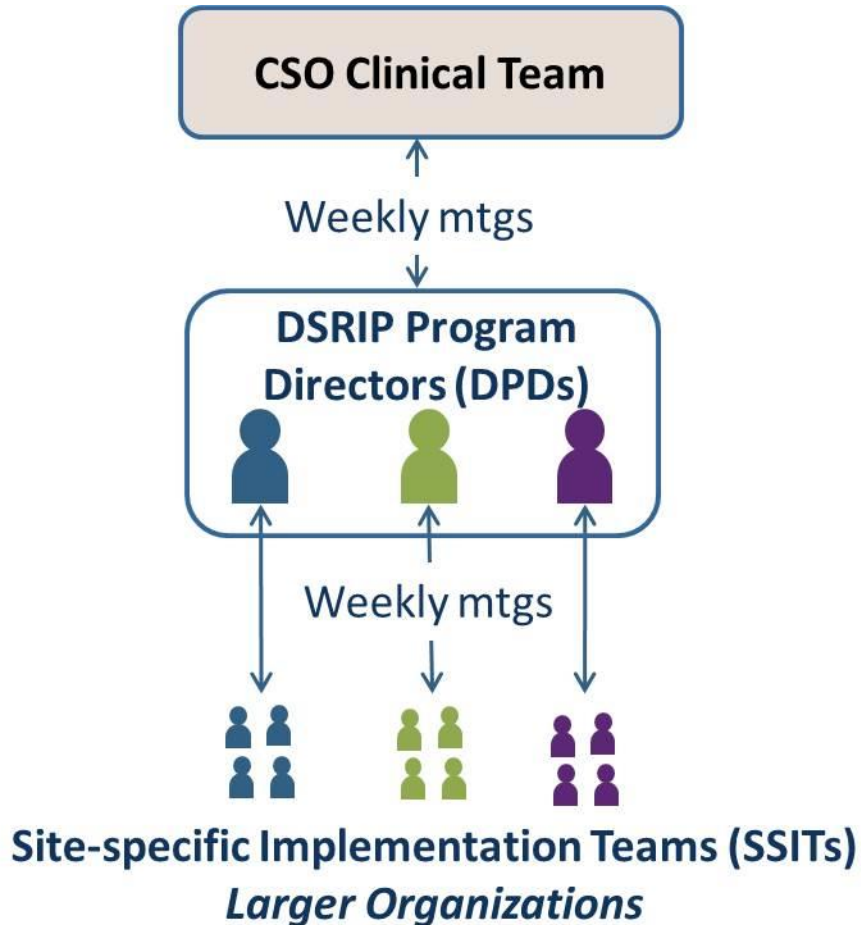 CSO Clinical Team
Weekly mtgs
DSRIP Program
Directors (DPDs)
Weekly mtgs
Site-specific Implementation Teams (SSITs)
Larger Organizations